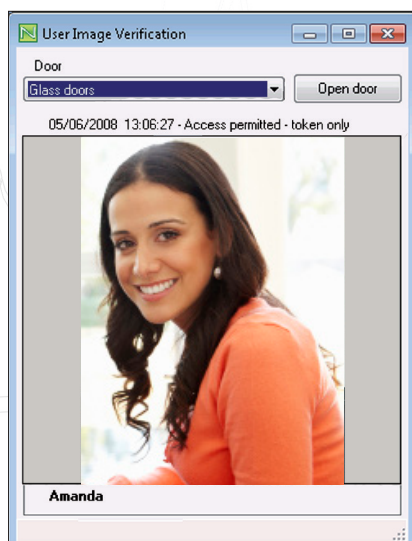 User Image Verification
Door
Glass doors
Open door
05/06/2008 13:06:27 - Access permitted - token only
Amanda